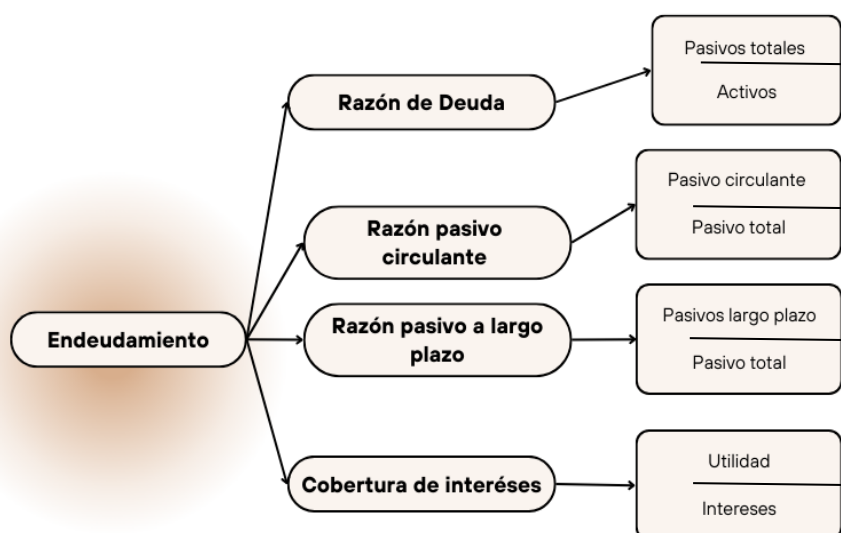 Endeudamiento
Razón de Deuda
Pasivos totales
Activos
Razón pasivo
circulante
Pasivo circulante
Pasivo total
Razón pasivo a largo
plazo
Pasivos largo plazo
Pasivo total
Cobertura de interéses
Utilidad
Intereses